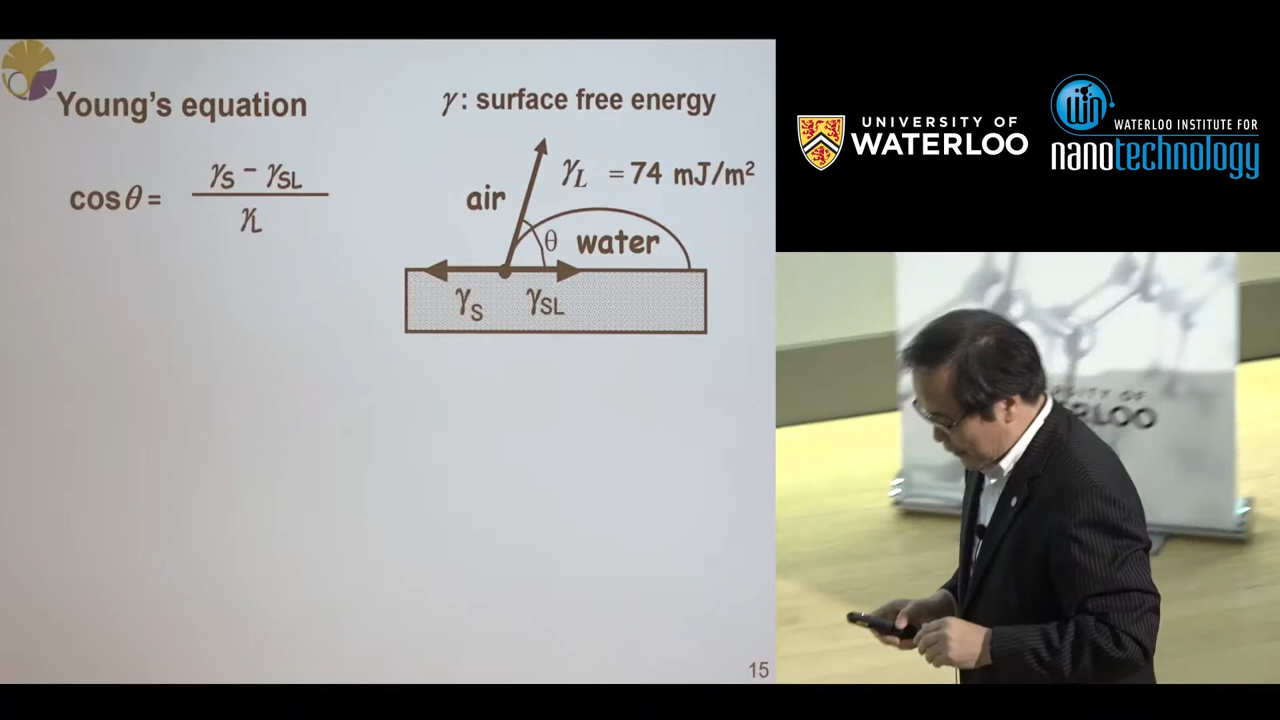 Young's equation
cos θ = γS − γSL / γL
γ : surface free energy
γL = 74 mJ/m²
air
θ
water
γS
γSL
15
UNIVERSITY OF
WATERLOO
WIN
WATERLOO INSTITUTE FOR
nanotechnology